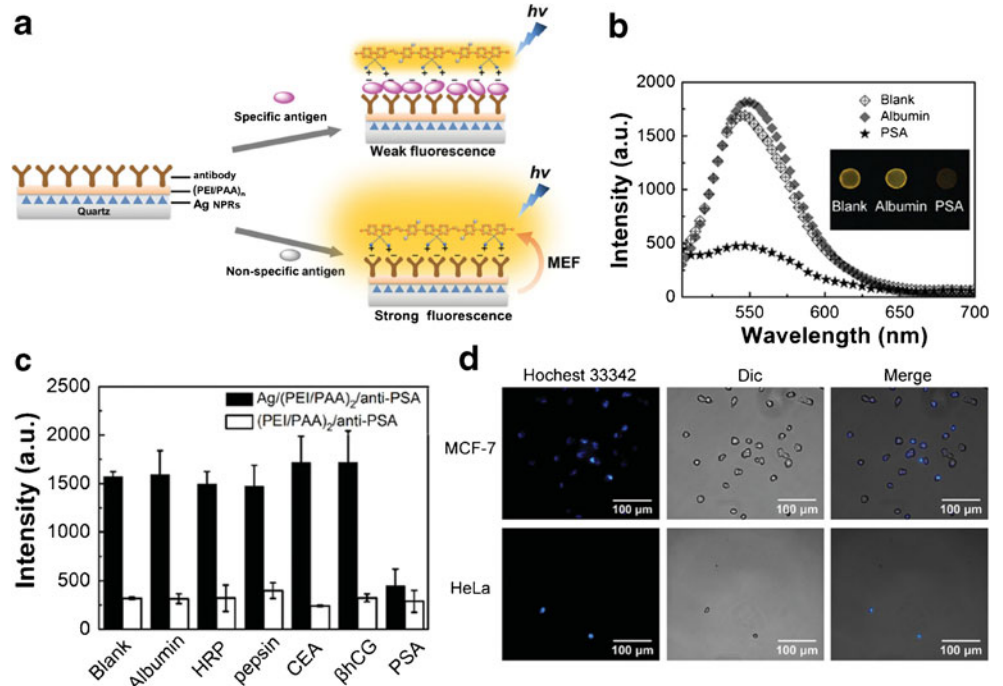 a
hν
Specific antigen
Weak fluorescence
antibody
(PEI/PAA)n
Ag NPRs
Quartz
hν
Non-specific antigen
MEF
Strong fluorescence
b
Intensity (a.u.)
2000
1500
1000
500
0
Blank
Albumin
PSA
Blank Albumin PSA
550 600 650 700
Wavelength (nm)
c
Intensity (a.u.)
2500
2000
1500
1000
500
0
Ag/(PEI/PAA)2/anti-PSA
(PEI/PAA)2/anti-PSA
Blank Albumin HRP pepsin CEA βhCG PSA
d
Hochest 33342 Dic Merge
MCF-7
100 μm 100 μm 100 μm
HeLa
100 μm 100 μm 100 μm